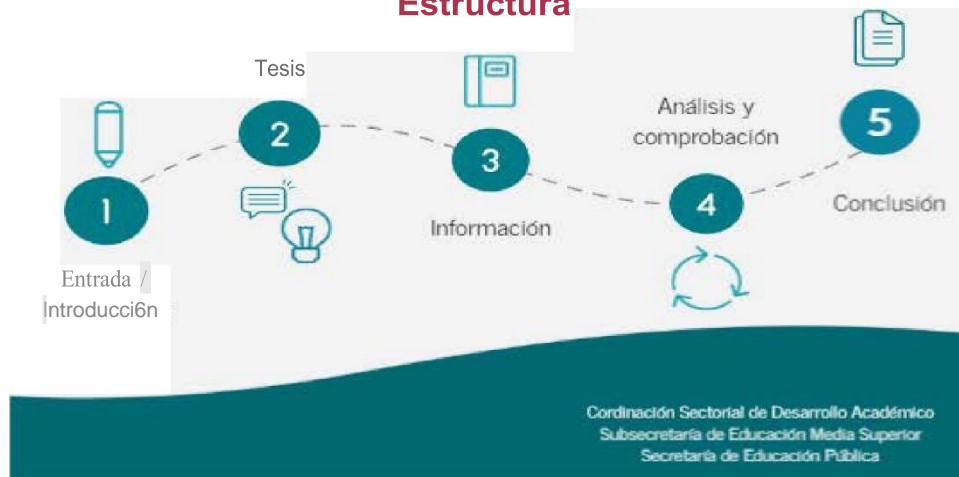 Estructura
1
Entrada /
Introducci6n
2
Tesis
3
Información
4
Análisis y
comprobación
5
Conclusión
Cordinación Sectorial de Desarrollo Académico
Subsecretaría de Educación Media Superior
Secretaría de Educación Pública